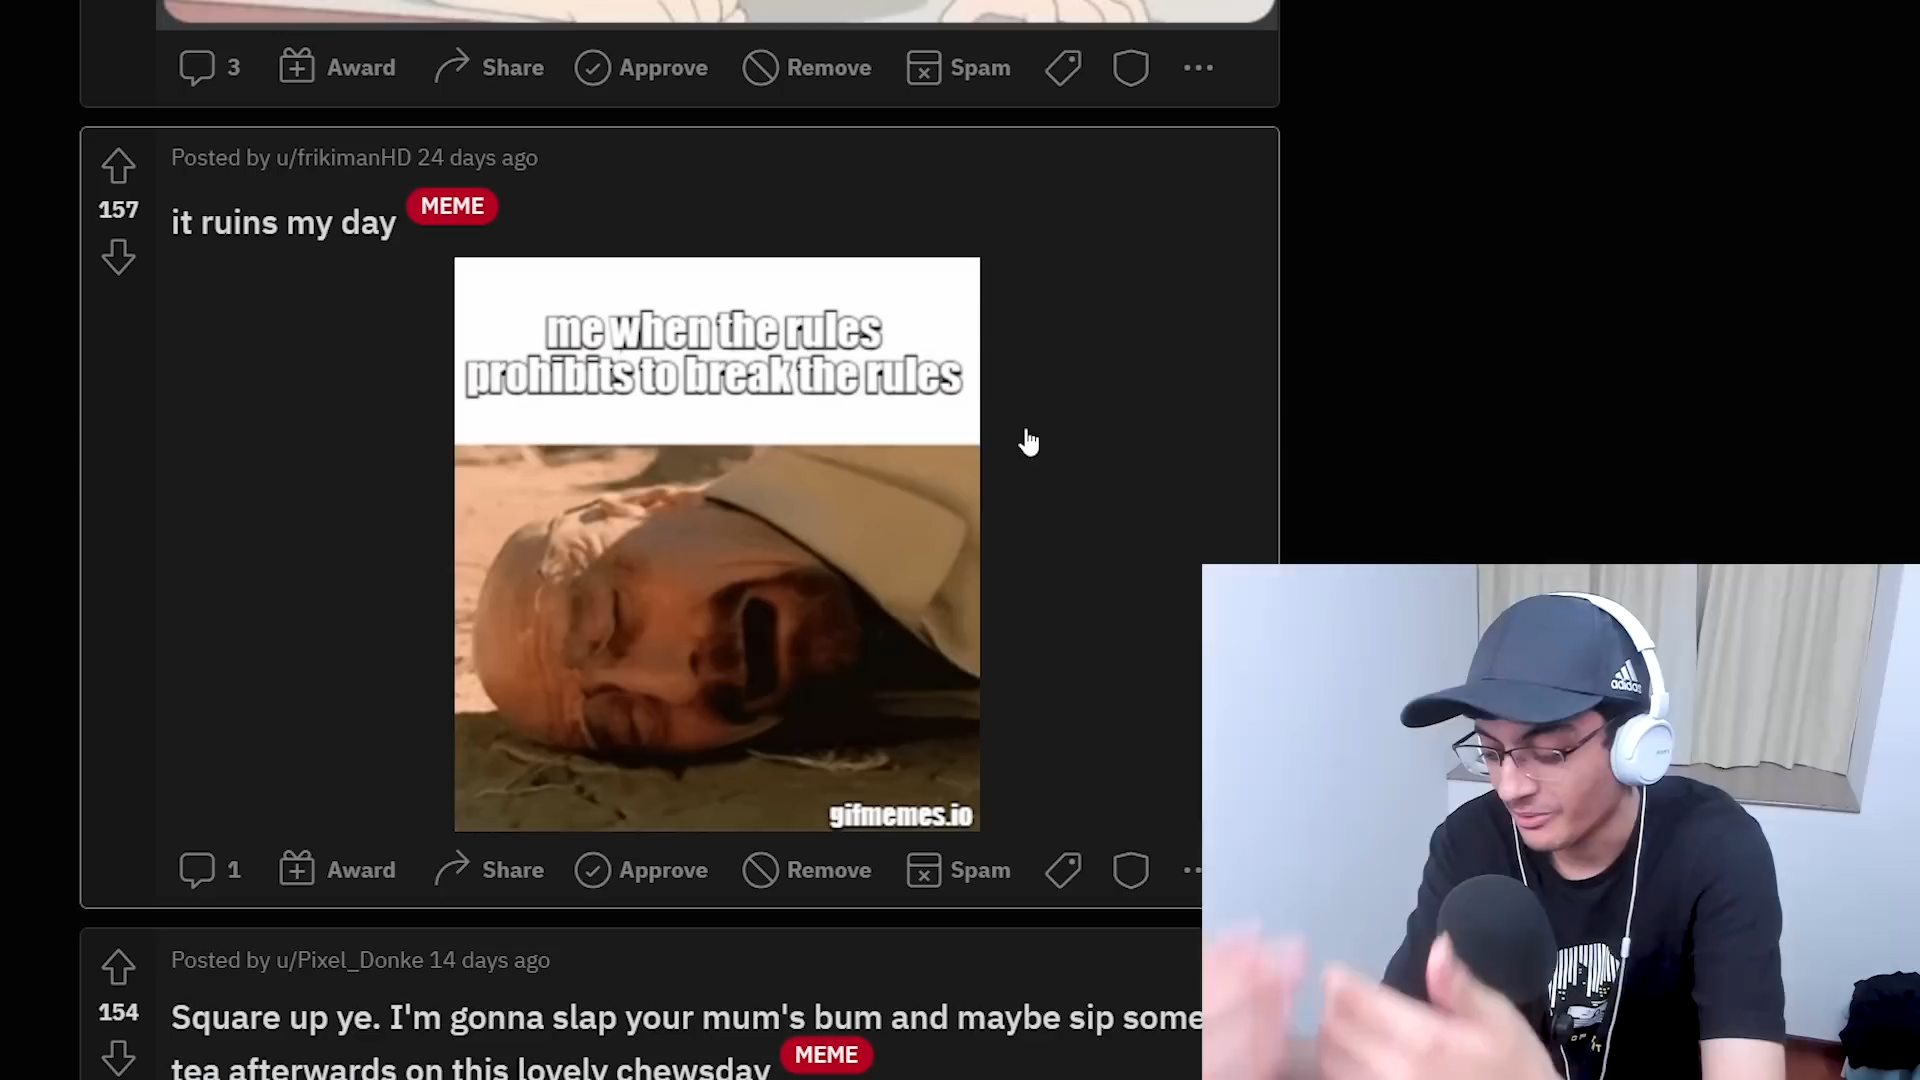 3 Award Share Approve Remove Spam
Posted by u/frikimanHD 24 days ago
157
it ruins my day MEME
me when the rules
prohibits to break the rules
gifmemes.io
adidas
1 Award Share Approve Remove Spam
Posted by u/Pixel_Donke 14 days ago
154
Square up ye. I'm gonna slap your mum's bum and maybe sip some
tea afterwards on this lovely chewsday MEME